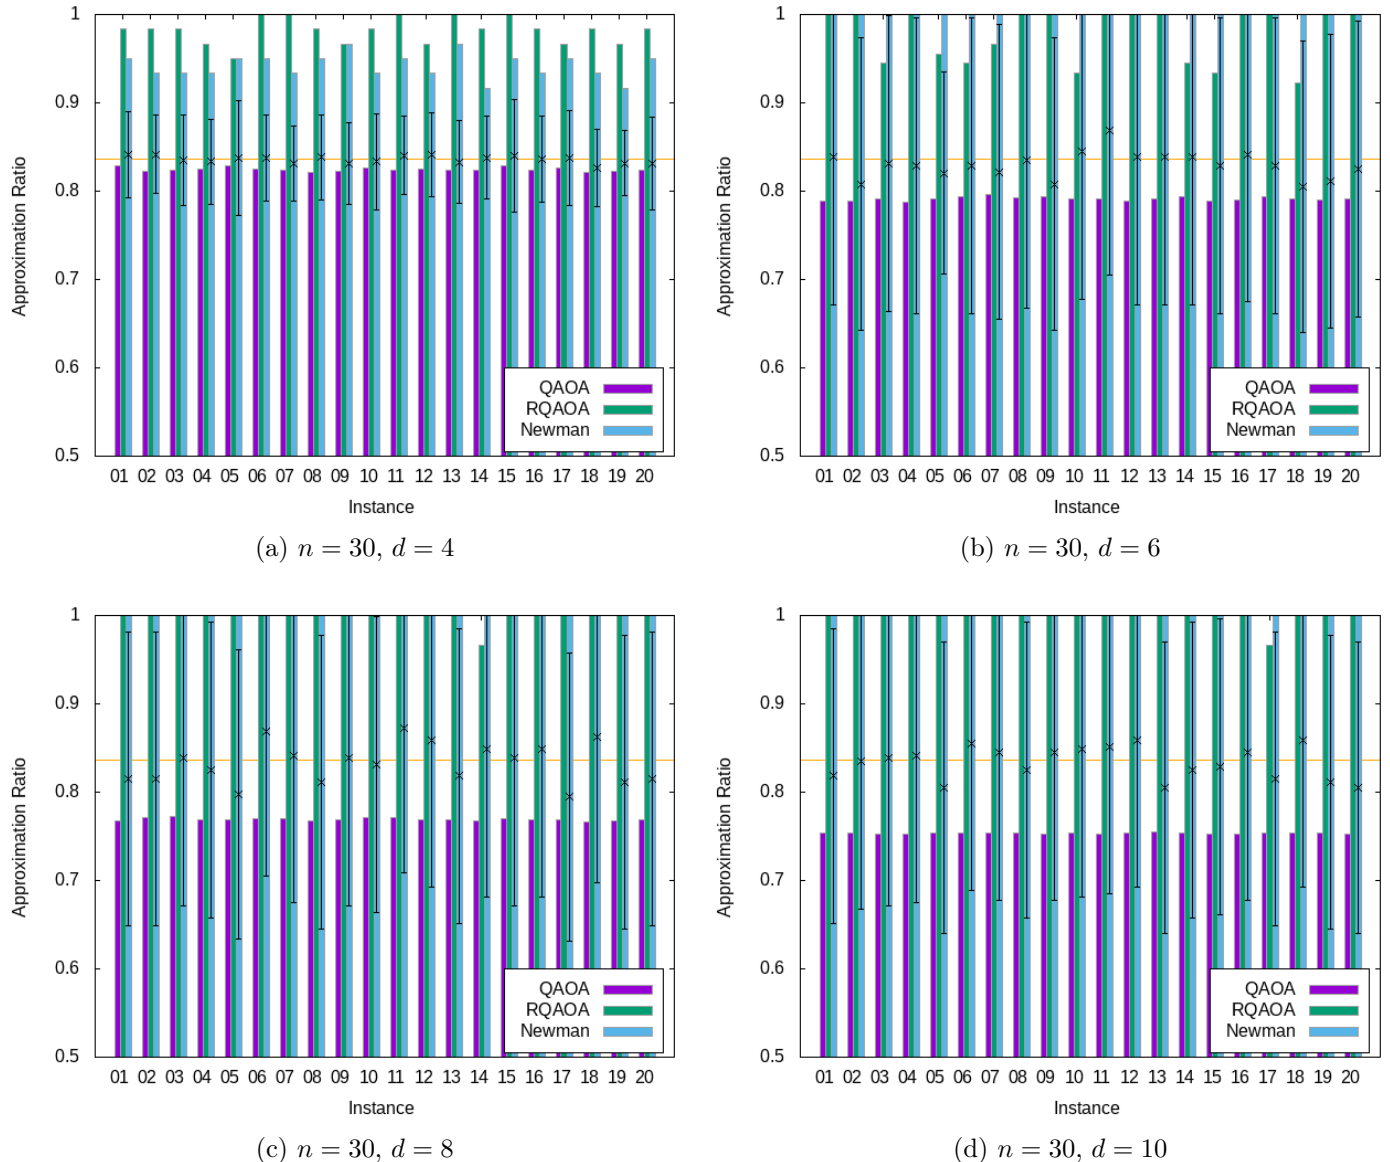 1
0.9
0.8
0.7
0.6
0.5
Approximation Ratio
QAOA
RQAOA
Newman
01 02 03 04 05 06 07 08 09 10 11 12 13 14 15 16 17 18 19 20
Instance
(a) n = 30, d = 4
1
0.9
0.8
0.7
0.6
0.5
Approximation Ratio
QAOA
RQAOA
Newman
01 02 03 04 05 06 07 08 09 10 11 12 13 14 15 16 17 18 19 20
Instance
(b) n = 30, d = 6
1
0.9
0.8
0.7
0.6
0.5
Approximation Ratio
QAOA
RQAOA
Newman
01 02 03 04 05 06 07 08 09 10 11 12 13 14 15 16 17 18 19 20
Instance
(c) n = 30, d = 8
1
0.9
0.8
0.7
0.6
0.5
Approximation Ratio
QAOA
RQAOA
Newman
01 02 03 04 05 06 07 08 09 10 11 12 13 14 15 16 17 18 19 20
Instance
(d) n = 30, d = 10